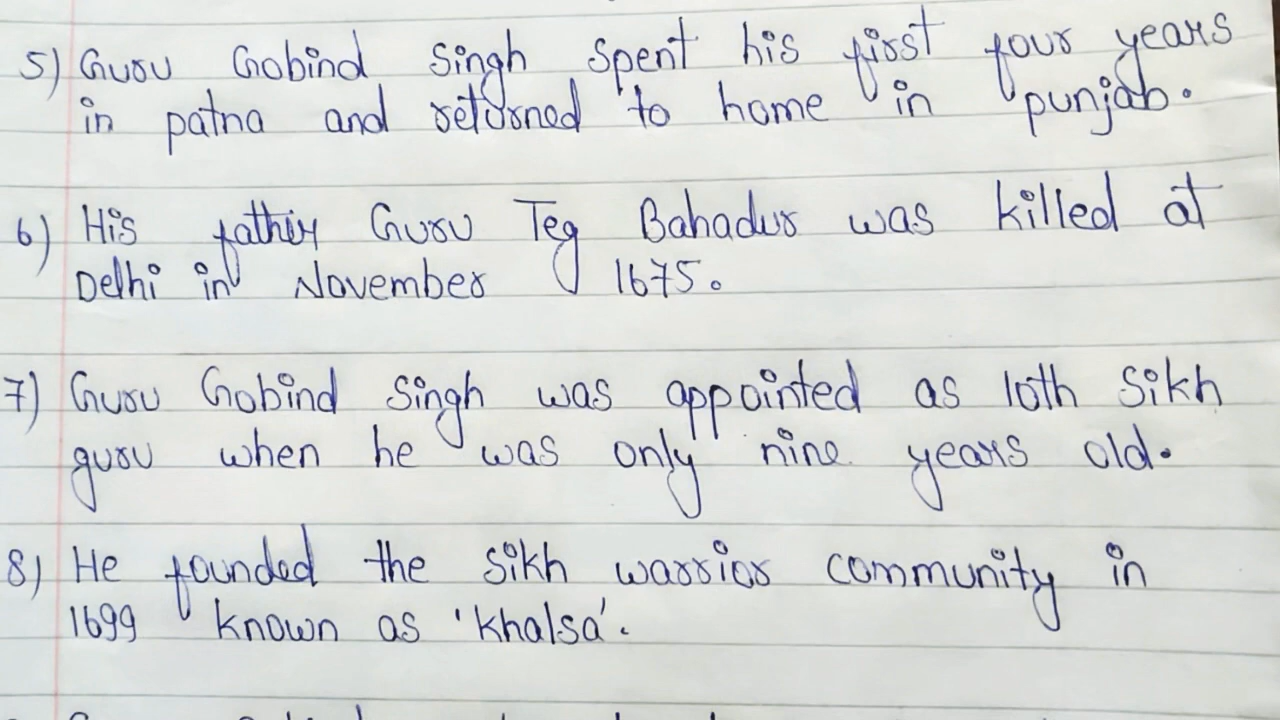 5) Guru Gobind Singh Spent his first four years
in patna and returned to home in punjab.
6) His father Guru Teg Bahadur was killed at
Delhi in November 1675.
7) Guru Gobind Singh was appointed as 10th Sikh
guru when he was only nine years old.
8) He founded the Sikh warrior community in
1699 known as 'Khalsa'.